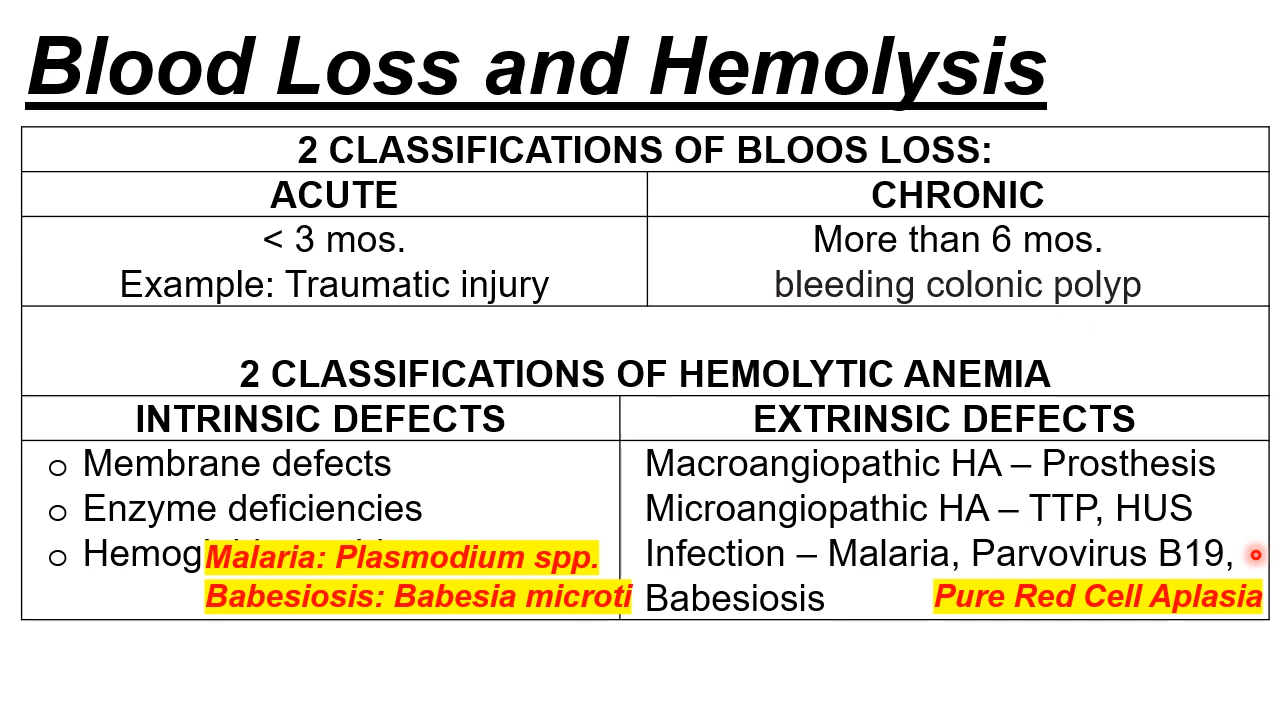 Blood Loss and Hemolysis
2 CLASSIFICATIONS OF BLOOS LOSS:
ACUTE
CHRONIC
< 3 mos.
Example: Traumatic injury
More than 6 mos.
bleeding colonic polyp
2 CLASSIFICATIONS OF HEMOLYTIC ANEMIA
INTRINSIC DEFECTS
EXTRINSIC DEFECTS
○ Membrane defects
○ Enzyme deficiencies
○
Malaria: Plasmodium spp.
Babesiosis: Babesia microti
Macroangiopathic HA – Prosthesis
Microangiopathic HA – TTP, HUS
Infection – Malaria, Parvovirus B19,
Babesiosis
Pure Red Cell Aplasia